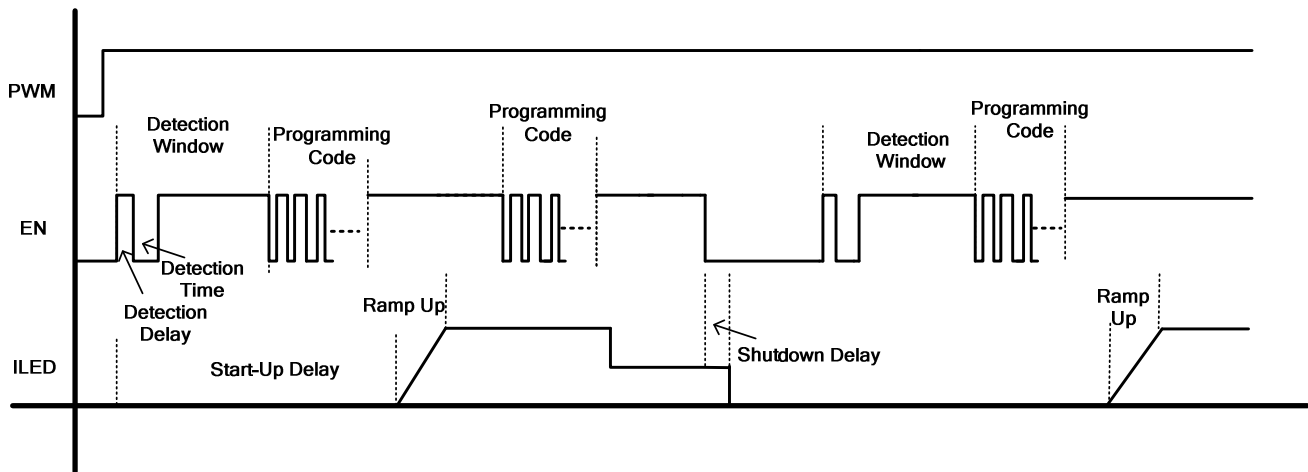 PWM
Detection
Window
Programming
Code
Programming
Code
Detection
Window
Programming
Code
EN
Detection
Time
Detection
Delay
Ramp Up
Ramp
Up
ILED
Start-Up Delay
Shutdown Delay